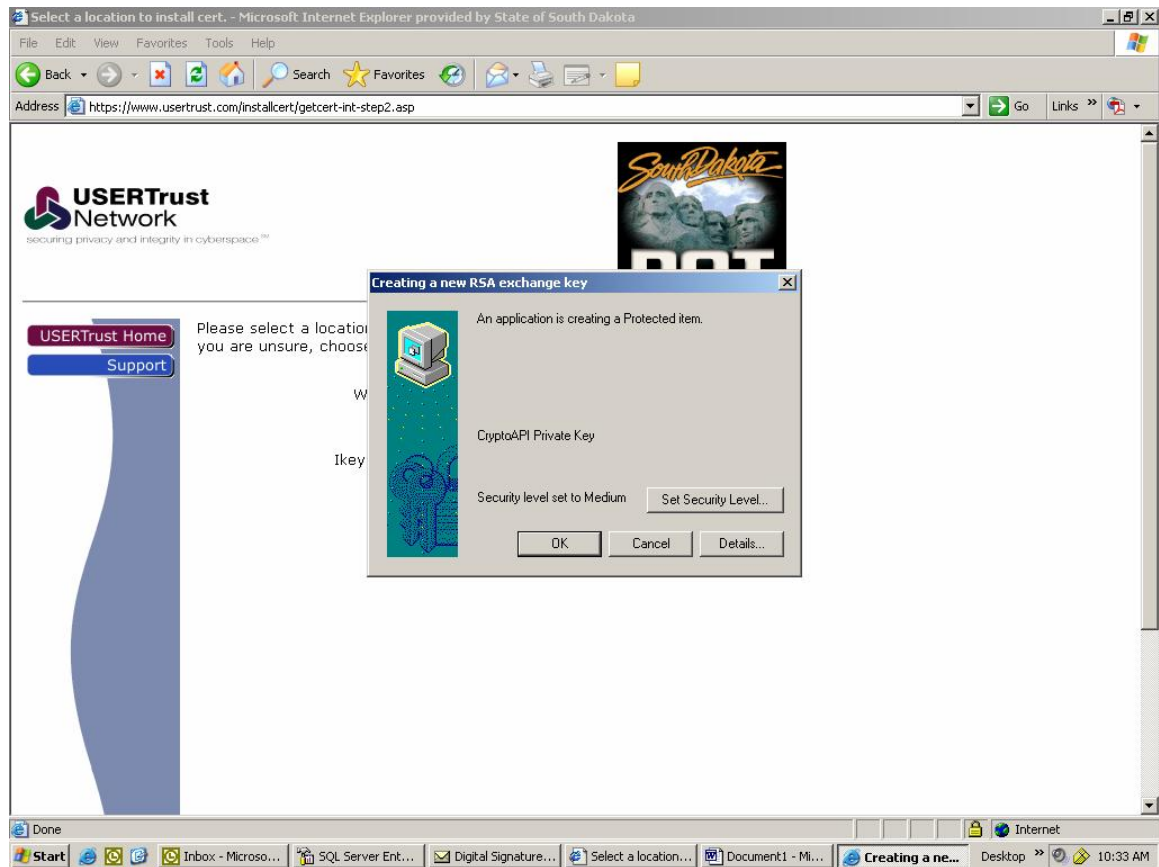 Select a location to install cert. - Microsoft Internet Explorer provided by State of South Dakota
File Edit View Favorites Tools Help
Back Search Favorites
Address https://www.usertrust.com/installcert/getcert-int-step2.asp Go Links »
USERTrust
Network
securing privacy and integrity in cyberspace
South Dakota
DOT
Creating a new RSA exchange key
An application is creating a Protected item.
CryptoAPI Private Key
Security level set to Medium Set Security Level...
OK Cancel Details...
USERTrust Home
Support
Please select a location
you are unsure, choose
W
Ikey
Done Internet
Start Inbox - Microso... SQL Server Ent... Digital Signature... Select a location... Document1 - Mi... Creating a ne... Desktop » 10:33 AM